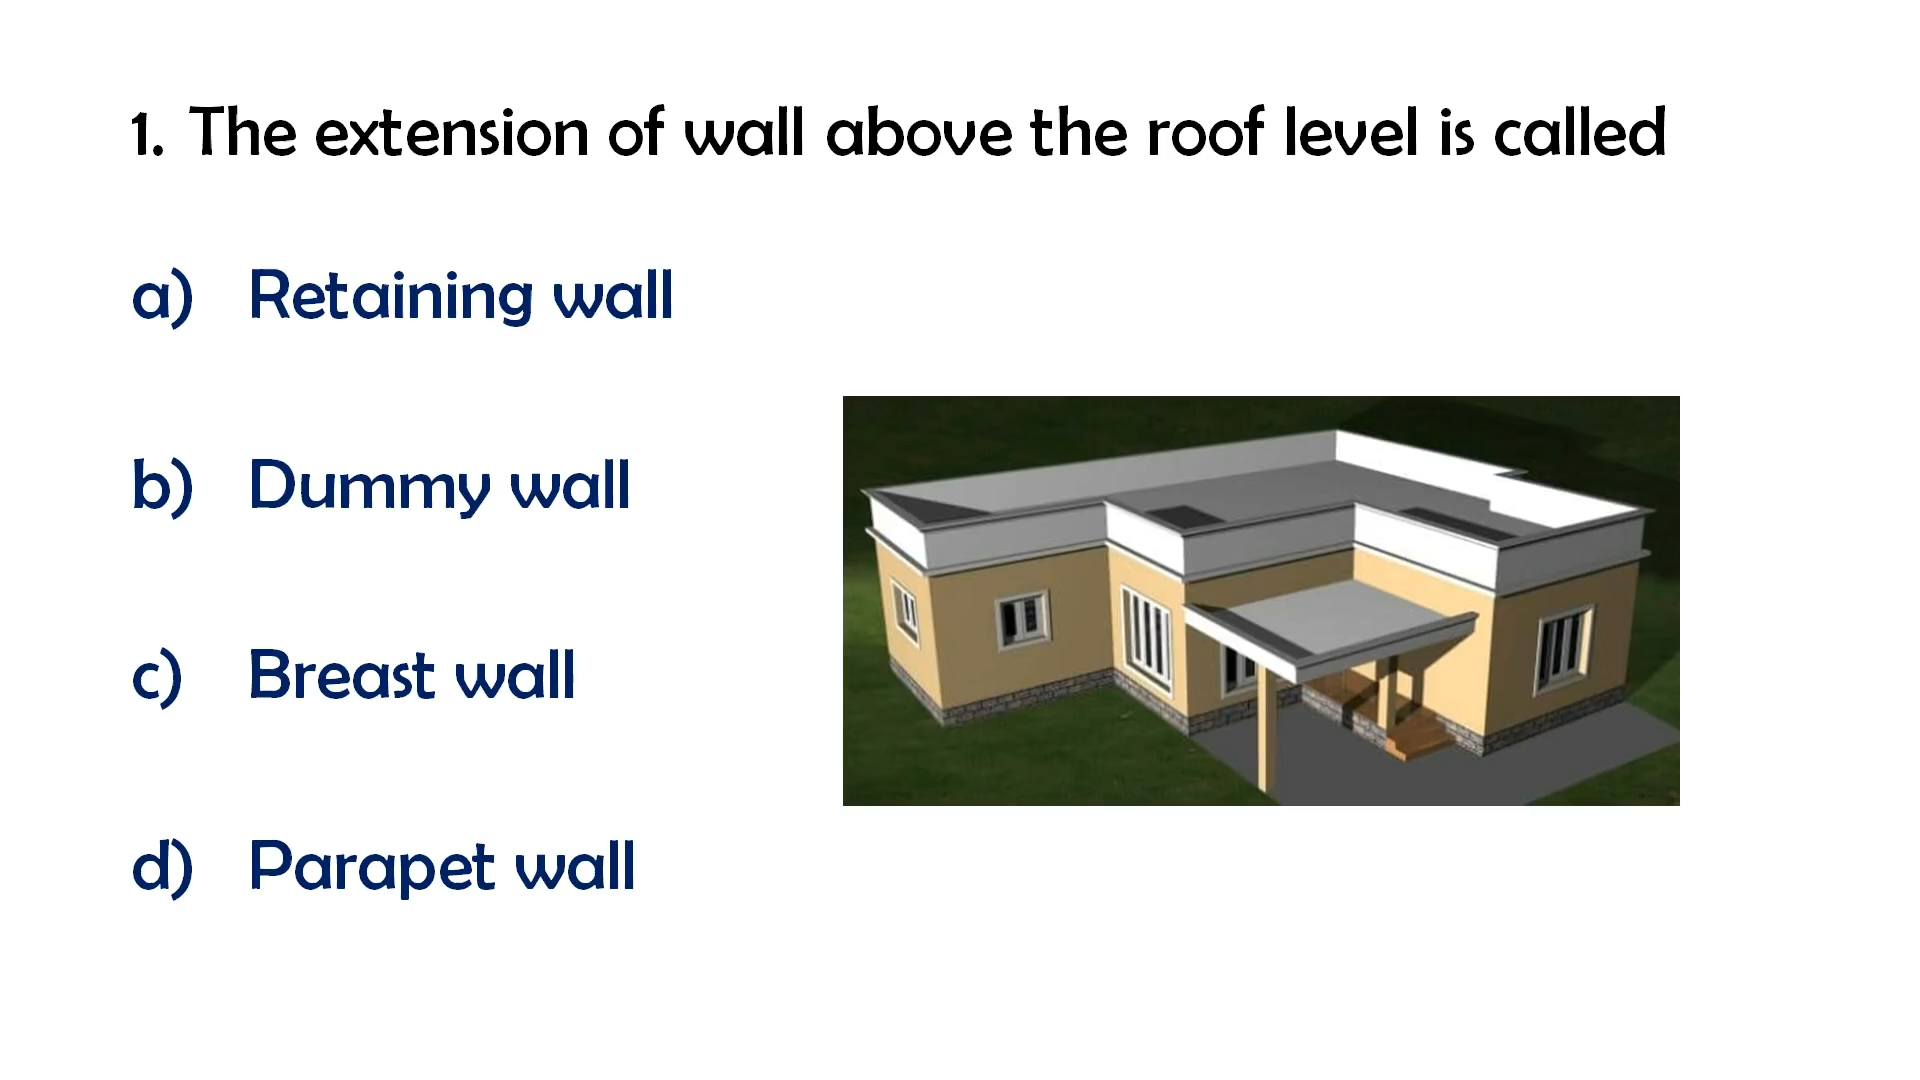 1. The extension of wall above the roof level is called
a) Retaining wall
b) Dummy wall
c) Breast wall
d) Parapet wall